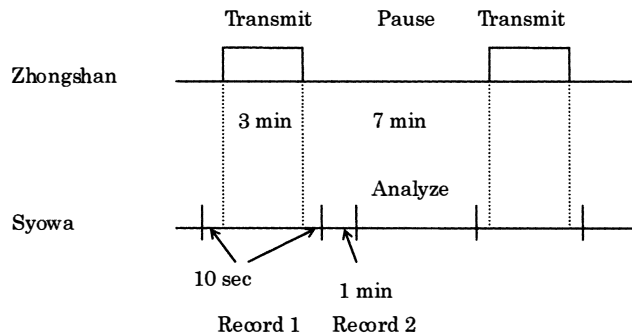 Transmit Pause Transmit
Zhongshan
3 min 7 min
Analyze
Syowa
10 sec
1 min
Record 1 Record 2